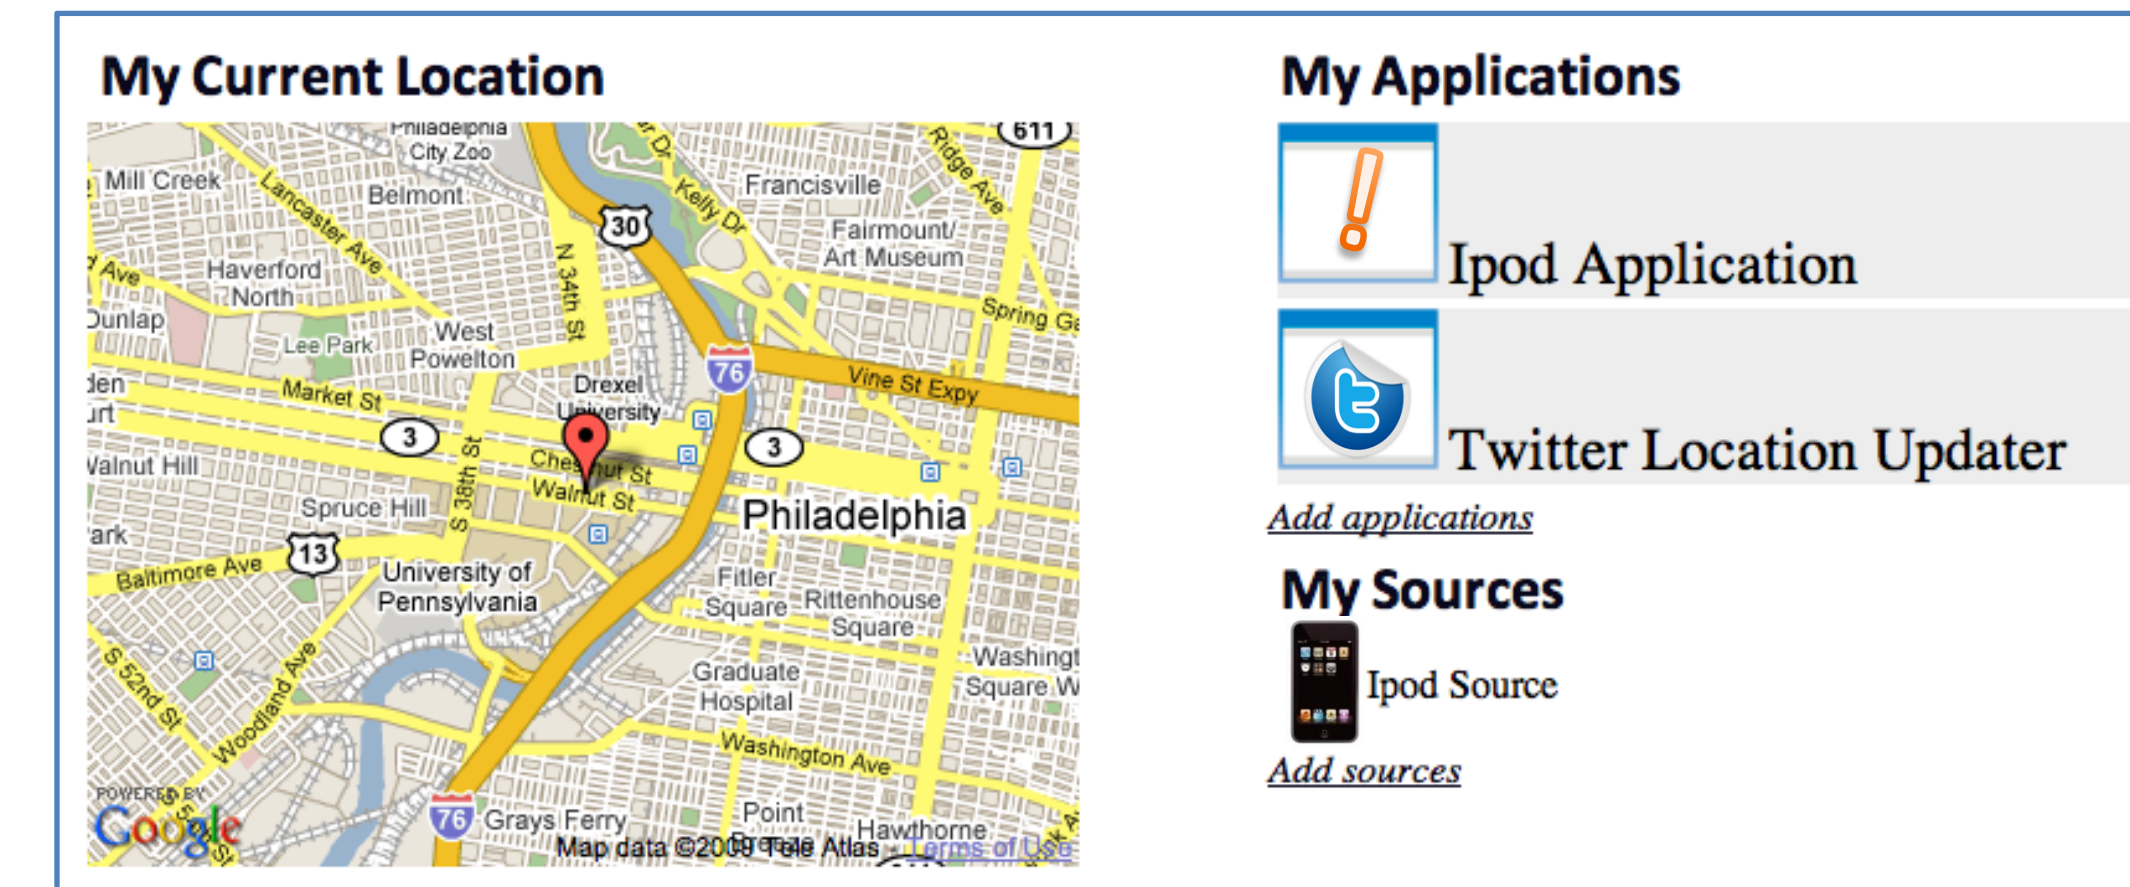 My Current Location
Philadelphia
City Zoo
611
Mill Creek
Lancaster Ave
Belmont
Kelly Dr
Francisville
Ridge Ave
30
Fairmount/
Art Museum
N 34th St
Ave
Haverford
North
Dunlap
Lee Park
West
Powelton
Spring Ga
76
Vine St Expy
Market St
Drexel
University
3
3
Chestnut St
Walnut St
Walnut Hill
S 38th St
Spruce Hill
Philadelphia
13
Baltimore Ave
University of
Pennsylvania
Fitler
Square
Rittenhouse
Square
S 52nd St
Woodland Ave
Graduate
Hospital
Washingt
Square W
Washington Ave
POWERED BY
Google
76
Grays Ferry
Point
Breeze
Hawthorne
Map data ©2009 Tele Atlas - Terms of Use
My Applications
Ipod Application
Twitter Location Updater
Add applications
My Sources
Ipod Source
Add sources